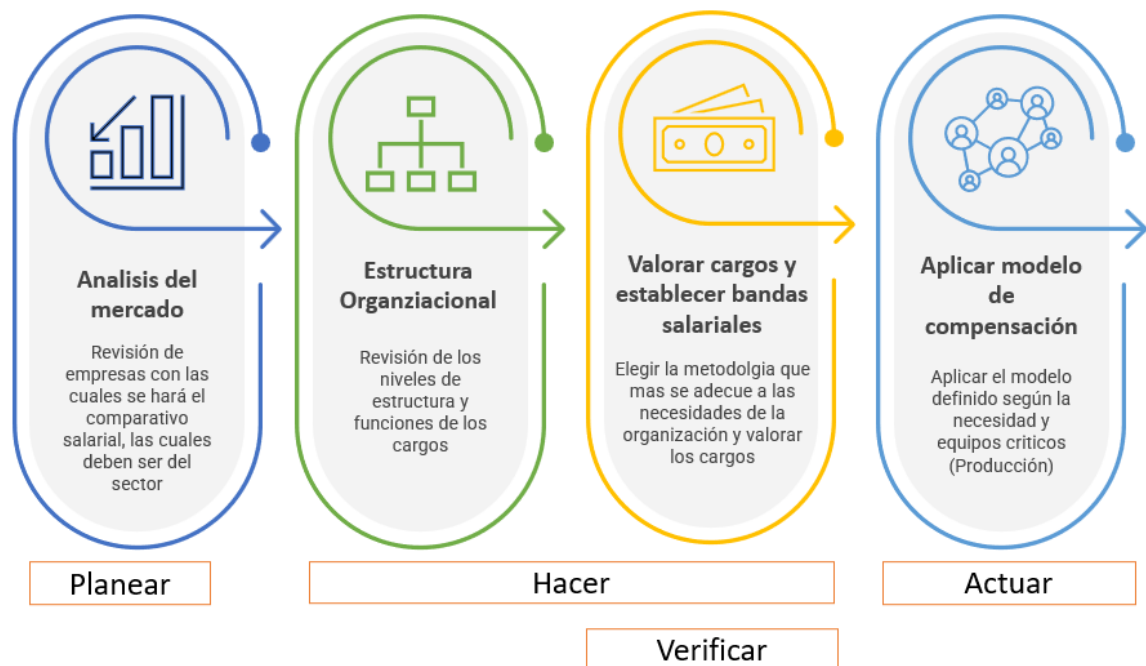 Analisis del
mercado
Revisión de
empresas con las
cuales se hará el
comparativo
salarial, las cuales
deben ser del
sector
Estructura
Organziacional
Revisión de los
niveles de
estructura y
funciones de los
cargos
Valorar cargos y
establecer bandas
salariales
Elegir la metodolgia que
mas se adecue a las
necesidades de la
organización y valorar
los cargos
Aplicar modelo
de
compensación
Aplicar el modelo
definido según la
necesidad y
equipos criticos
(Producción)
Planear
Hacer
Actuar
Verificar